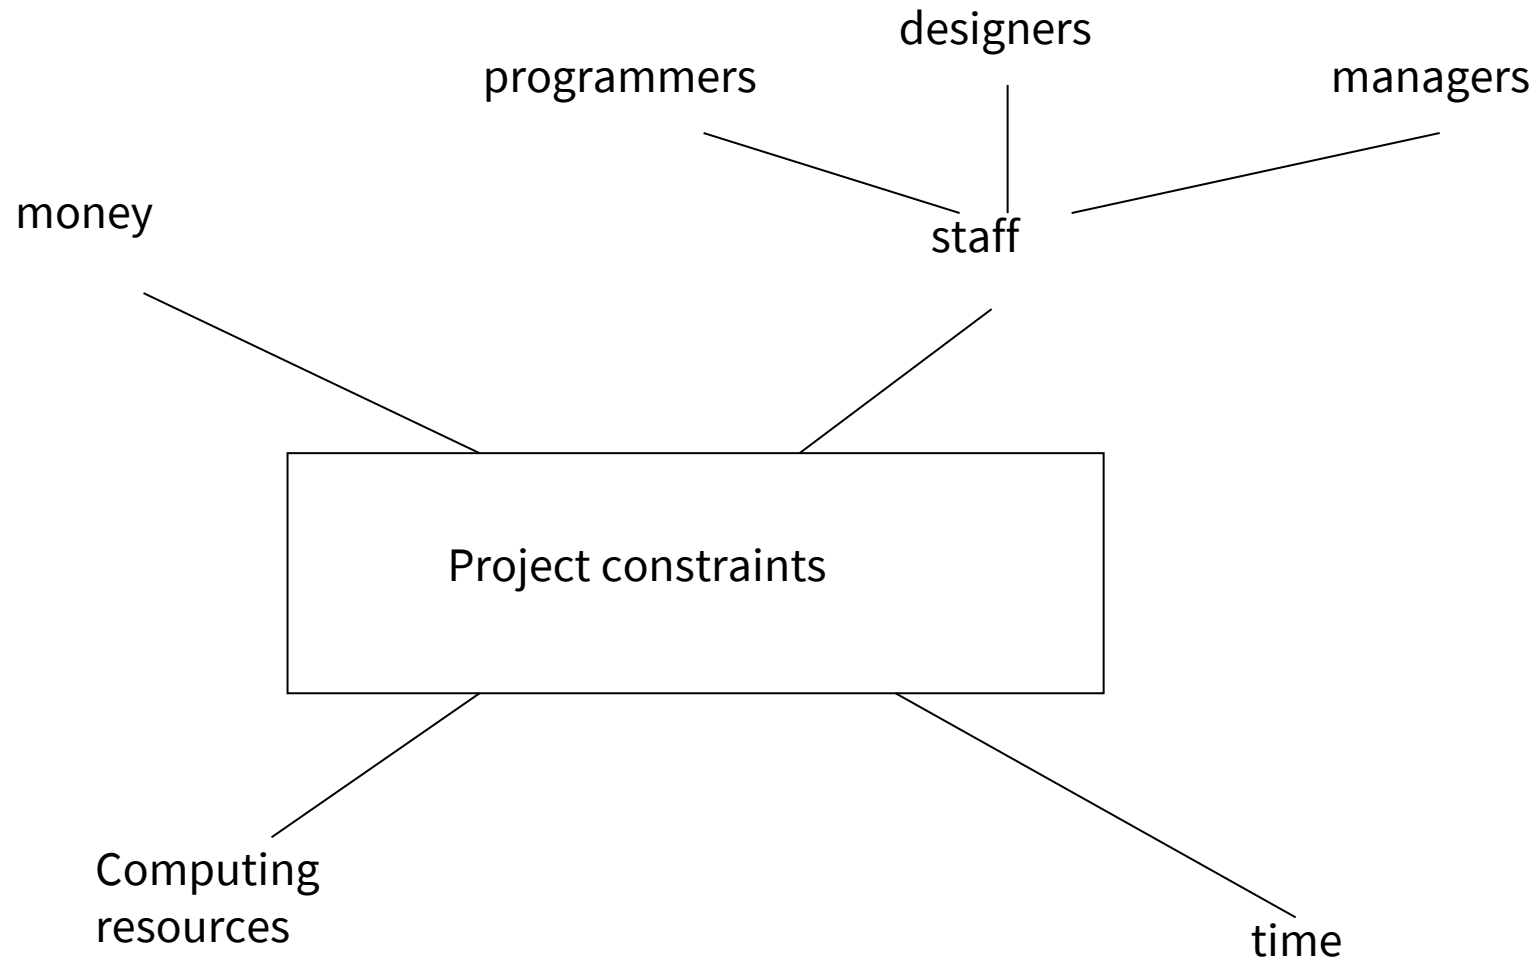 designers
programmers
managers
money
staff
Project constraints
Computing
resources
time